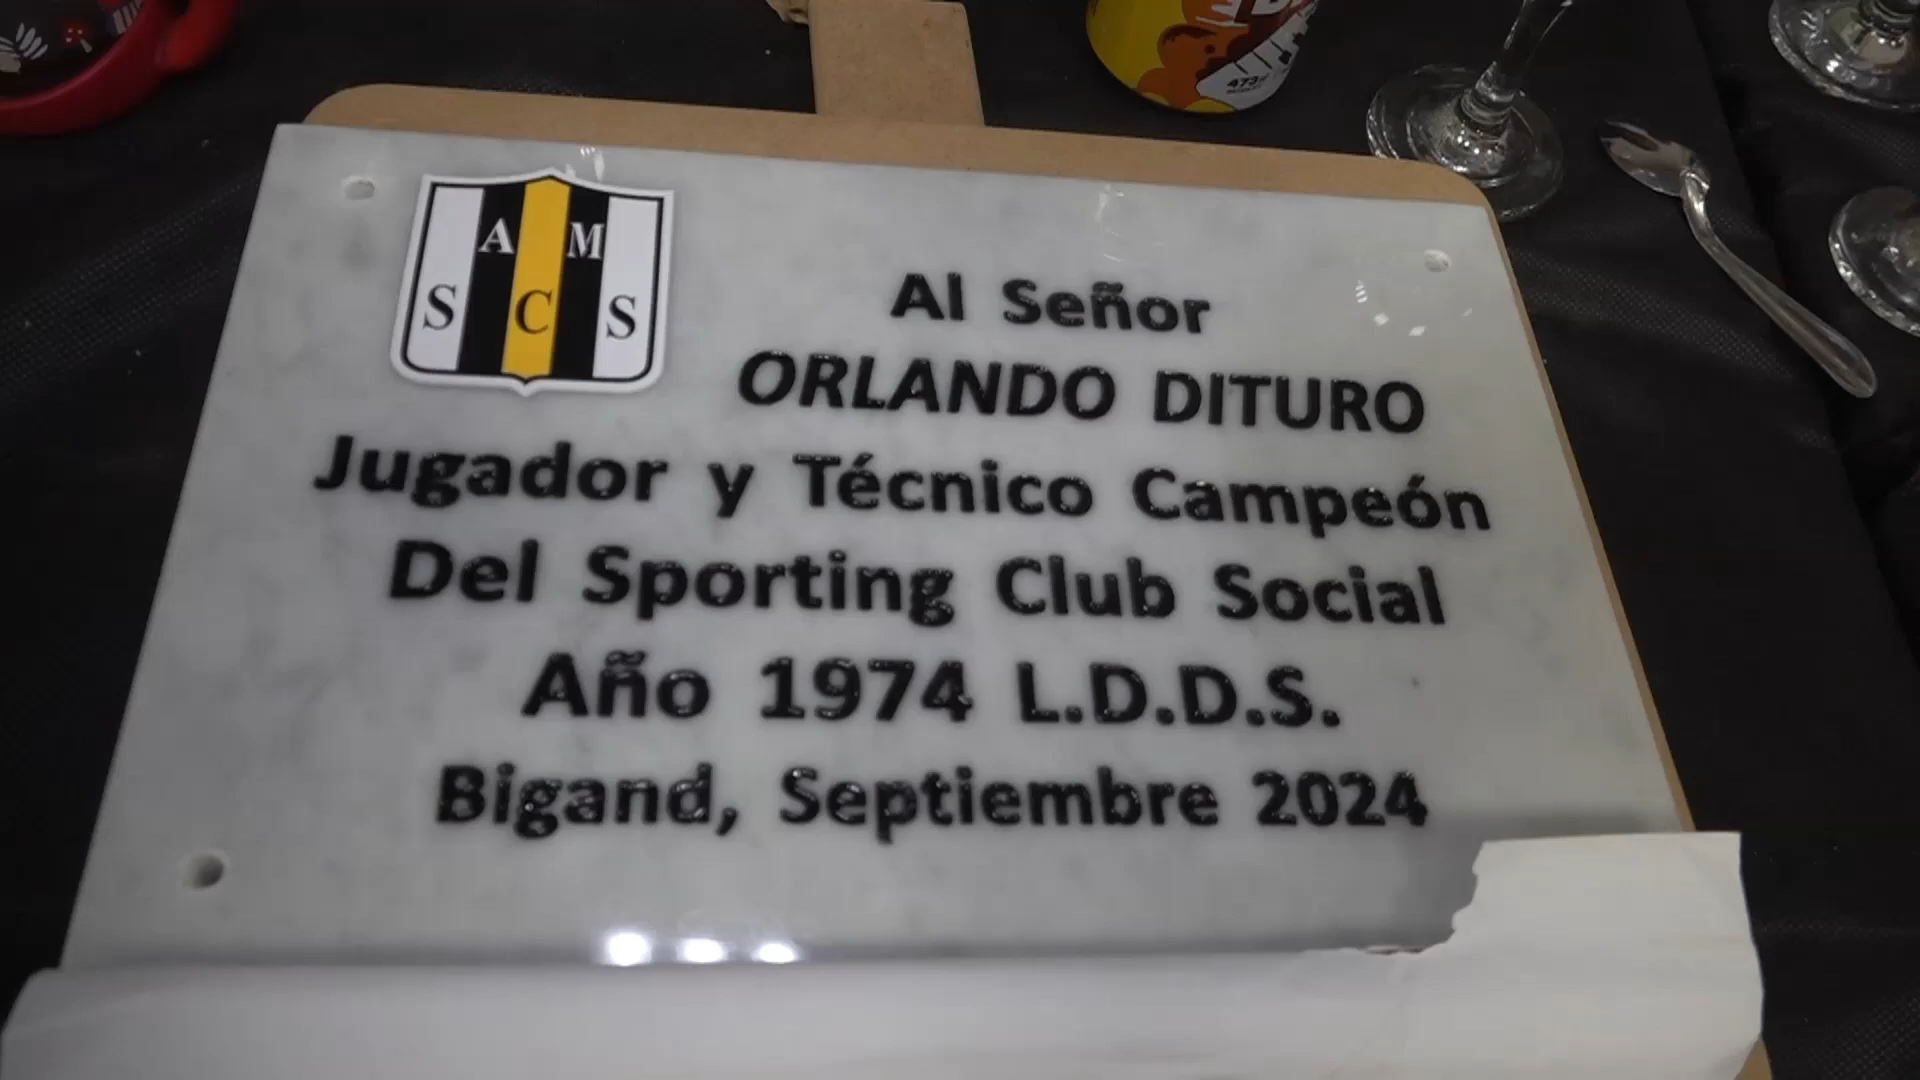 A M
S C S
Al Señor
ORLANDO DITURO
Jugador y Técnico Campeón
Del Sporting Club Social
Año 1974 L.D.D.S.
Bigand, Septiembre 2024